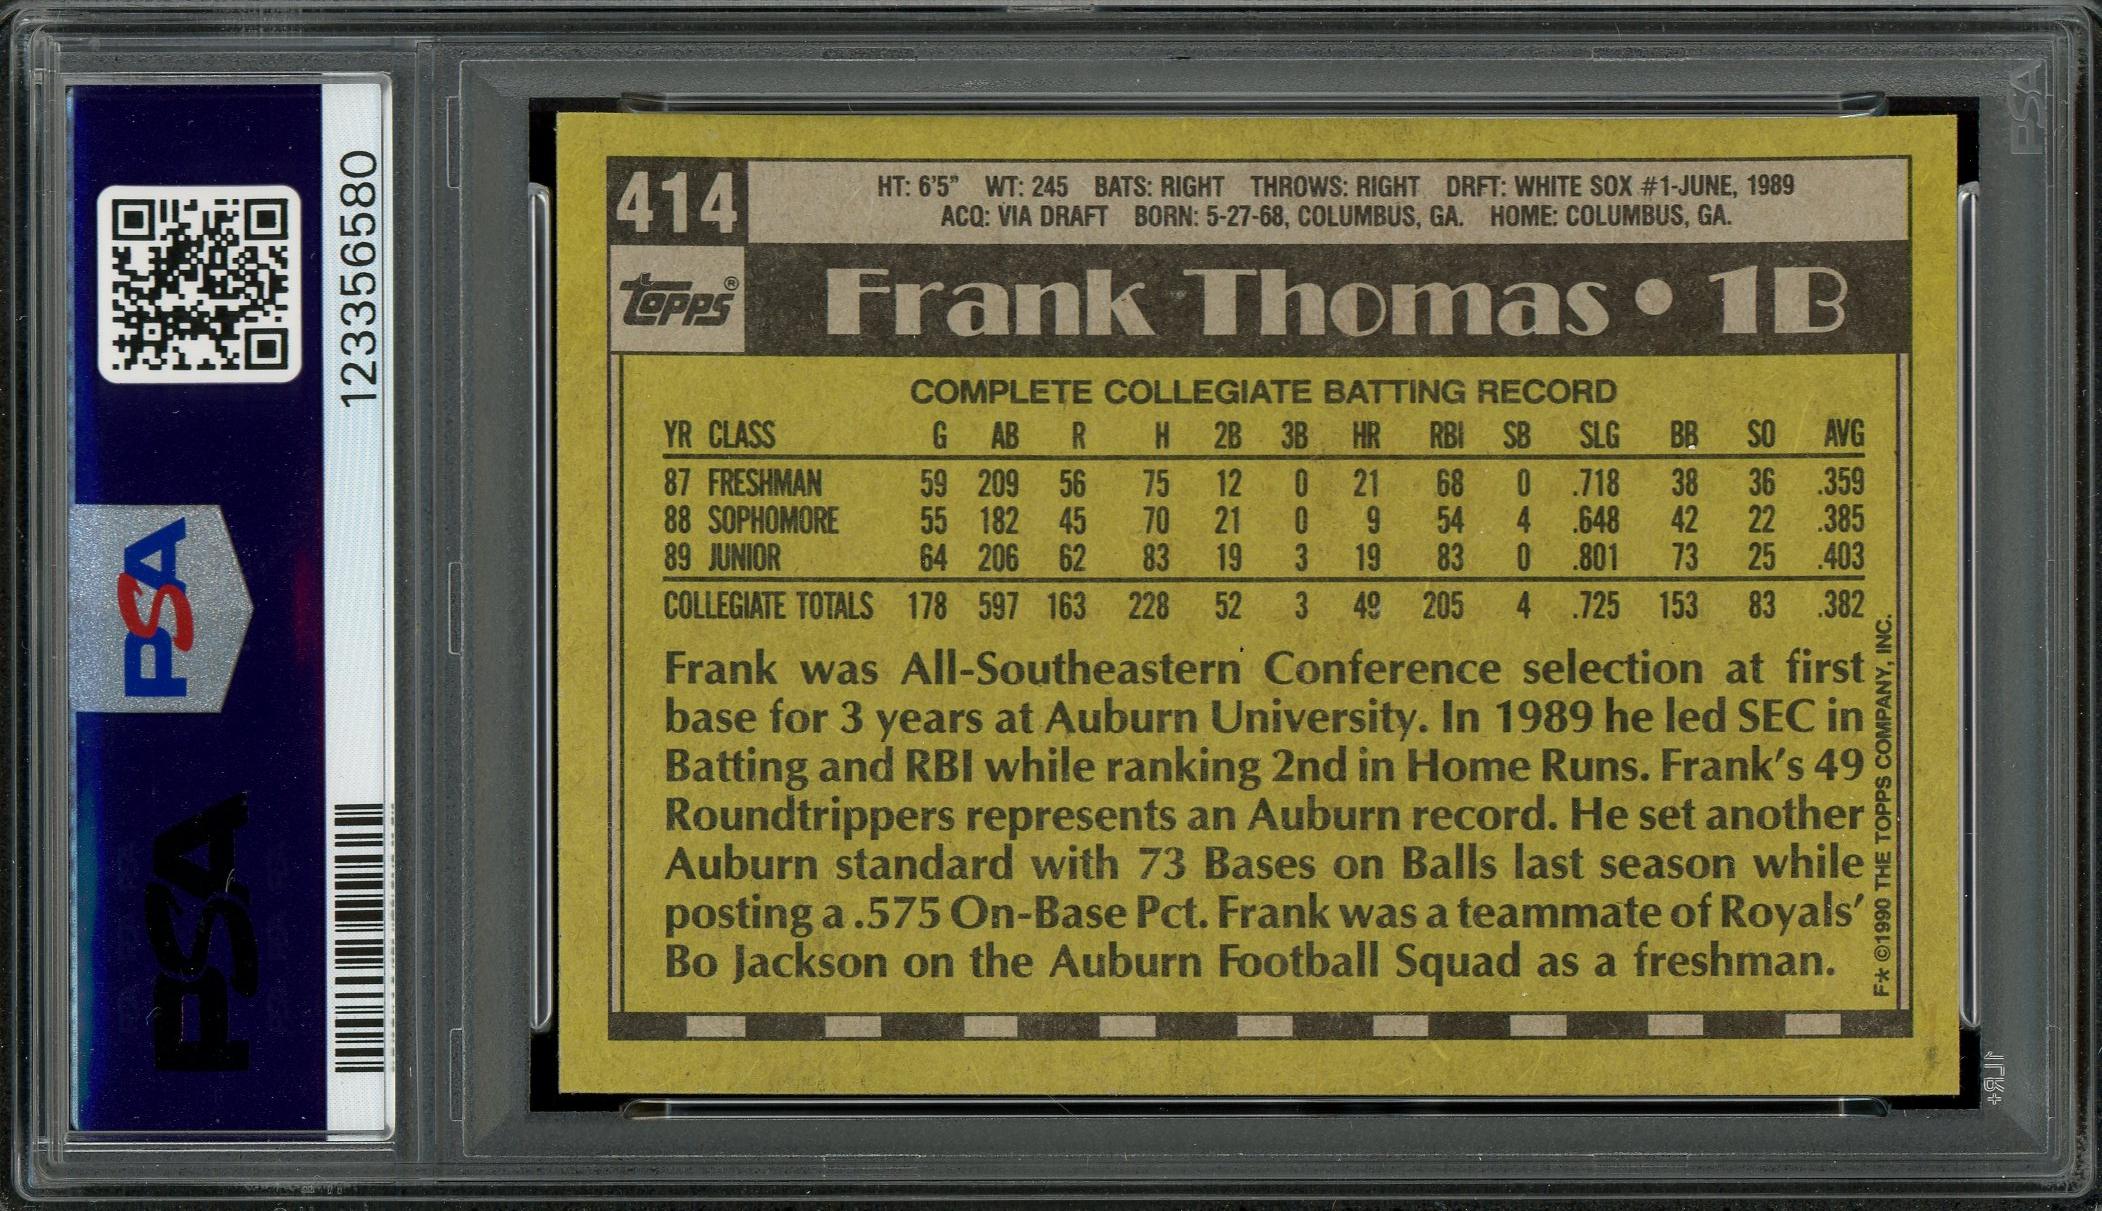 123356580
PSA
PSA
PSA
414
HT: 6'5" WT: 245 BATS: RIGHT THROWS: RIGHT DRFT: WHITE SOX #1-JUNE, 1989
ACQ: VIA DRAFT BORN: 5-27-68, COLUMBUS, GA. HOME: COLUMBUS, GA.
TOPPS®
Frank Thomas • 1B
COMPLETE COLLEGIATE BATTING RECORD
YR CLASS G AB R H 2B 3B HR RBI SB SLG BB SO AVG
87 FRESHMAN 59 209 56 75 12 0 21 68 0 .718 38 36 .359
88 SOPHOMORE 55 182 45 70 21 0 9 54 4 .648 42 22 .385
89 JUNIOR 64 206 62 83 19 3 19 83 0 .801 73 25 .403
COLLEGIATE TOTALS 178 597 163 228 52 3 49 205 4 .725 153 83 .382
Frank was All-Southeastern Conference selection at first
base for 3 years at Auburn University. In 1989 he led SEC in
Batting and RBI while ranking 2nd in Home Runs. Frank's 49
Roundtrippers represents an Auburn record. He set another
Auburn standard with 73 Bases on Balls last season while
posting a .575 On-Base Pct. Frank was a teammate of Royals'
Bo Jackson on the Auburn Football Squad as a freshman.
F* ©1990 THE TOPPS COMPANY, INC.